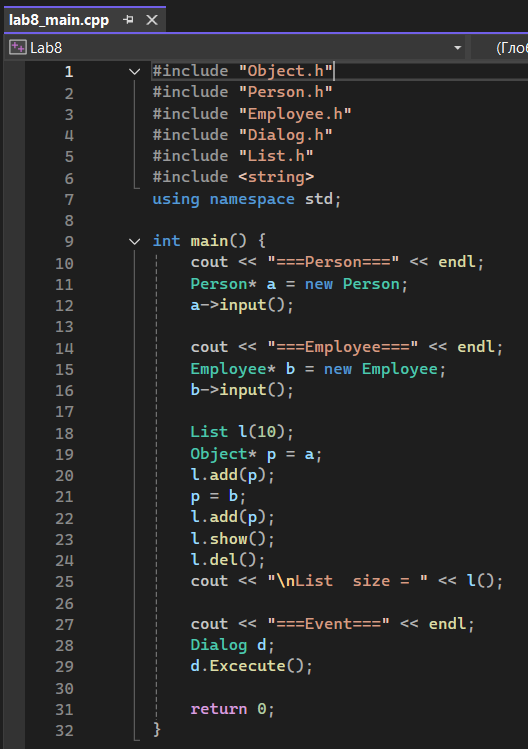 lab8_main.cpp
Lab8 (Гло
1 #include "Object.h"
2 #include "Person.h"
3 #include "Employee.h"
4 #include "Dialog.h"
5 #include "List.h"
6 #include <string>
7 using namespace std;
8
9 int main() {
10 cout << "===Person===" << endl;
11 Person* a = new Person;
12 a->input();
13
14 cout << "===Employee===" << endl;
15 Employee* b = new Employee;
16 b->input();
17
18 List l(10);
19 Object* p = a;
20 l.add(p);
21 p = b;
22 l.add(p);
23 l.show();
24 l.del();
25 cout << "\nList  size = " << l();
26
27 cout << "===Event===" << endl;
28 Dialog d;
29 d.Excecute();
30
31 return 0;
32 }